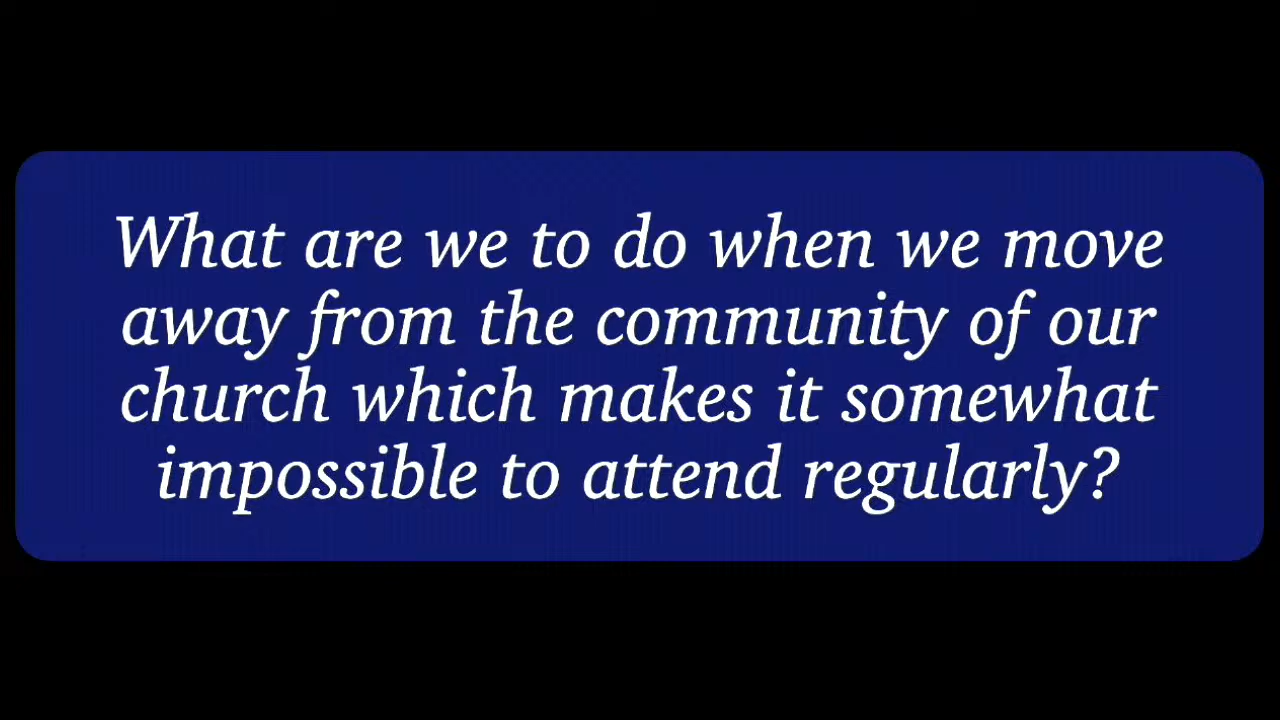 What are we to do when we move
away from the community of our
church which makes it somewhat
impossible to attend regularly?